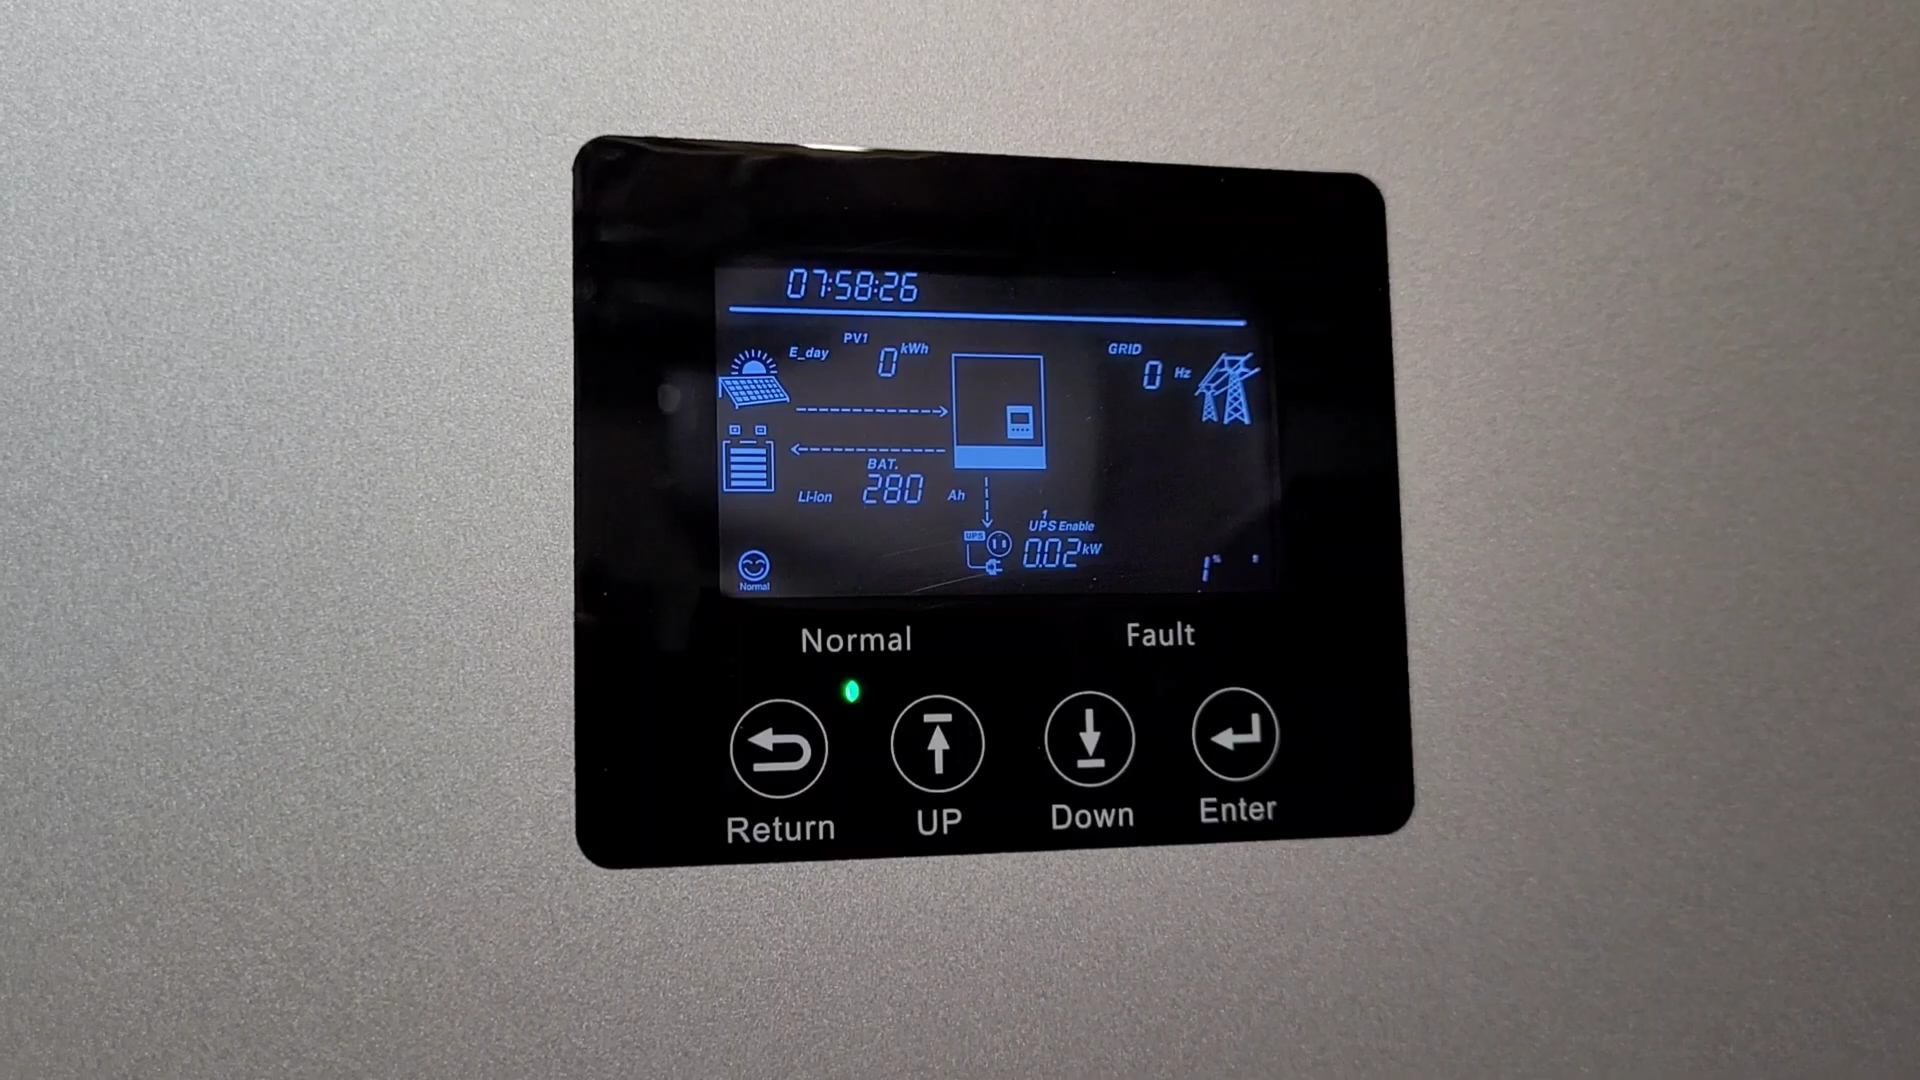 07:58:26
PV1
E_day 0 kWh
GRID
0 Hz
BAT.
Li-ion 280 Ah
1
UPS Enable
UPS
0.02 kW
Normal
%
Normal Fault
Return UP Down Enter